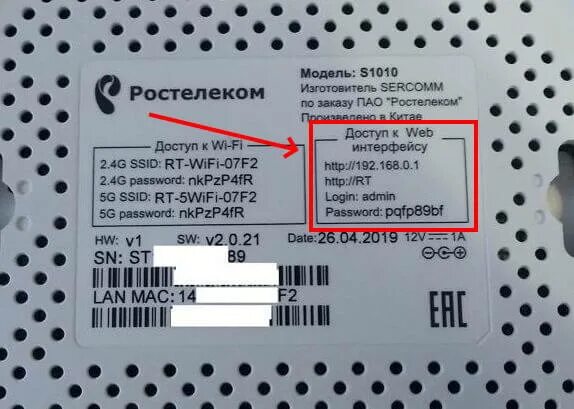 Ростелеком
Модель: S1010
Изготовитель SERCOMM
по заказу ПАО "Ростелеком"
Произведено в Китае
Доступ к Wi-Fi
2.4G SSID: RT-WiFi-07F2
2.4G password: nkPzP4fR
5G SSID: RT-5WiFi-07F2
5G password: nkPzP4fR
Доступ к Web
интерфейсу
http://192.168.0.1
http://RT
Login: admin
Password: pqfp89bf
HW: v1 SW: v2.0.21 Date: 26.04.2019 12V 1A
SN: ST 89
LAN MAC: 14 F2
EAC